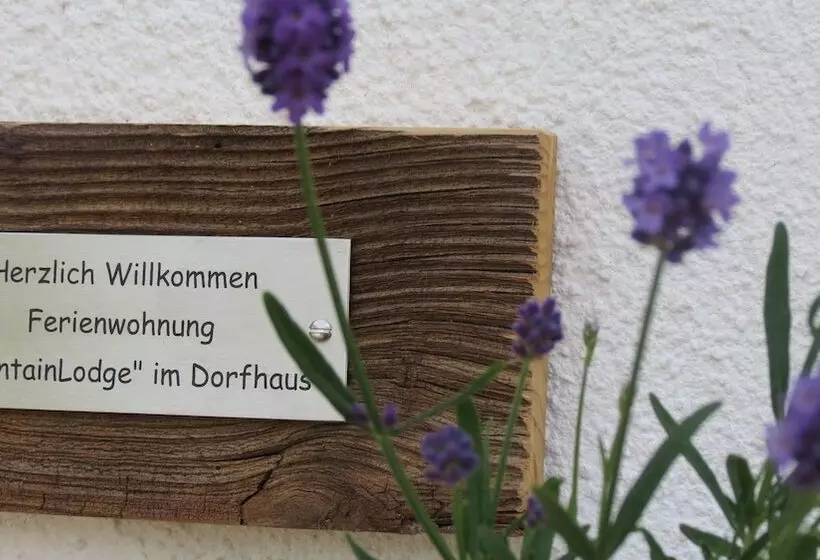 Herzlich Willkommen
Ferienwohnung
ntainLodge" im Dorfhaus